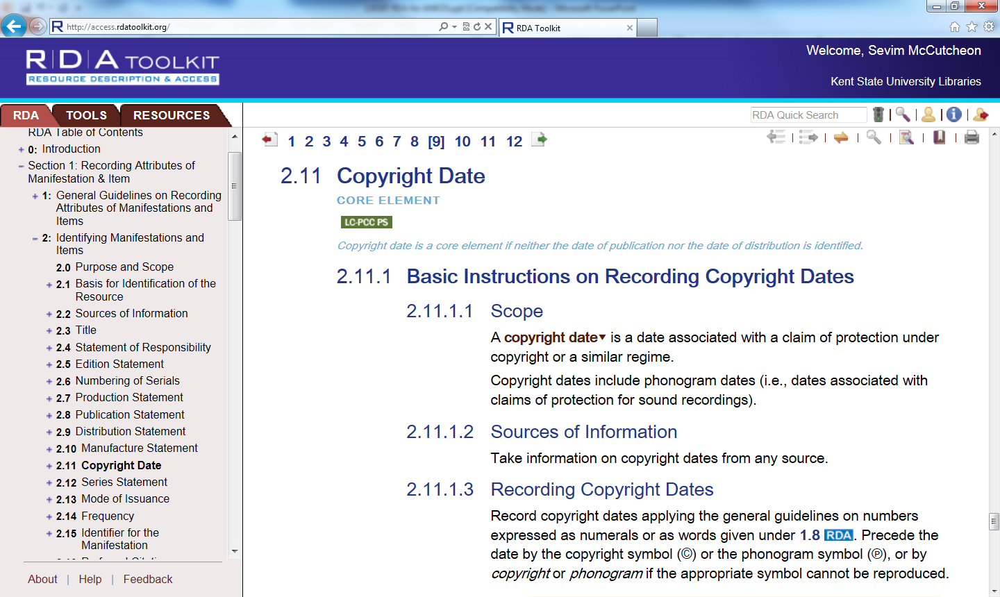 http://access.rdatoolkit.org/
RDA Toolkit
R|D|A TOOLKIT
RESOURCE DESCRIPTION & ACCESS
Welcome, Sevim McCutcheon
Kent State University Libraries
RDA TOOLS RESOURCES
RDA Quick Search
RDA Table of Contents
0: Introduction
Section 1: Recording Attributes of
Manifestation & Item
1: General Guidelines on Recording
Attributes of Manifestations and
Items
2: Identifying Manifestations and
Items
2.0 Purpose and Scope
2.1 Basis for Identification of the
Resource
2.2 Sources of Information
2.3 Title
2.4 Statement of Responsibility
2.5 Edition Statement
2.6 Numbering of Serials
2.7 Production Statement
2.8 Publication Statement
2.9 Distribution Statement
2.10 Manufacture Statement
2.11 Copyright Date
2.12 Series Statement
2.13 Mode of Issuance
2.14 Frequency
2.15 Identifier for the
Manifestation
About | Help | Feedback
1 2 3 4 5 6 7 8 [9] 10 11 12
2.11 Copyright Date
CORE ELEMENT
LC-PCC PS
Copyright date is a core element if neither the date of publication nor the date of distribution is identified.
2.11.1 Basic Instructions on Recording Copyright Dates
2.11.1.1 Scope
A copyright date▾ is a date associated with a claim of protection under
copyright or a similar regime.
Copyright dates include phonogram dates (i.e., dates associated with
claims of protection for sound recordings).
2.11.1.2 Sources of Information
Take information on copyright dates from any source.
2.11.1.3 Recording Copyright Dates
Record copyright dates applying the general guidelines on numbers
expressed as numerals or as words given under 1.8 RDA. Precede the
date by the copyright symbol (©) or the phonogram symbol (℗), or by
copyright or phonogram if the appropriate symbol cannot be reproduced.